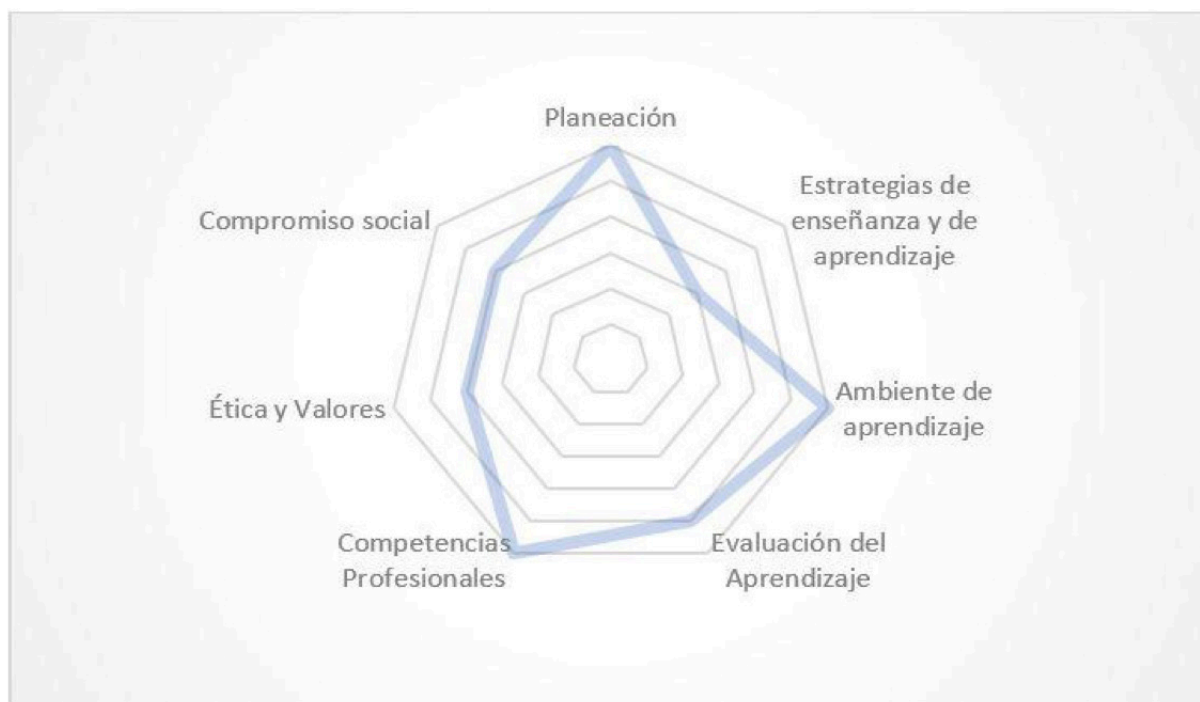 Planeación
Estrategias de
enseñanza y de
aprendizaje
Ambiente de
aprendizaje
Evaluación del
Aprendizaje
Competencias
Profesionales
Ética y Valores
Compromiso social